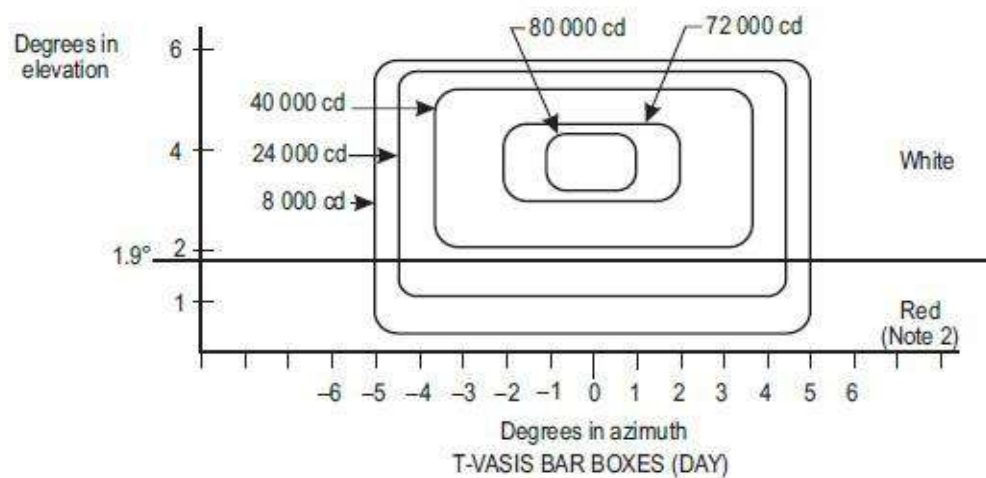 80 000 cd
72 000 cd
Degrees in
elevation
6
40 000 cd
4
24 000 cd
White
8 000 cd
1.9°
2
1
Red
(Note 2)
–6 –5 –4 –3 –2 –1 0 1 2 3 4 5 6
Degrees in azimuth
T-VASIS BAR BOXES (DAY)